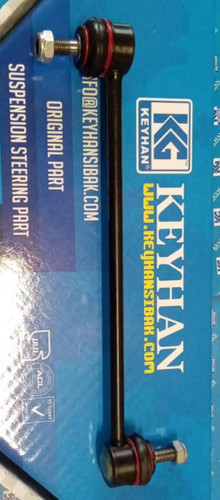 KG
KEYHAN®
KEYHAN
WWW.KEYHANSIBAK.COM
INFO@KEYHANSIBAK.COM
ORIGINAL PART
SUSPENSION STEERING PART